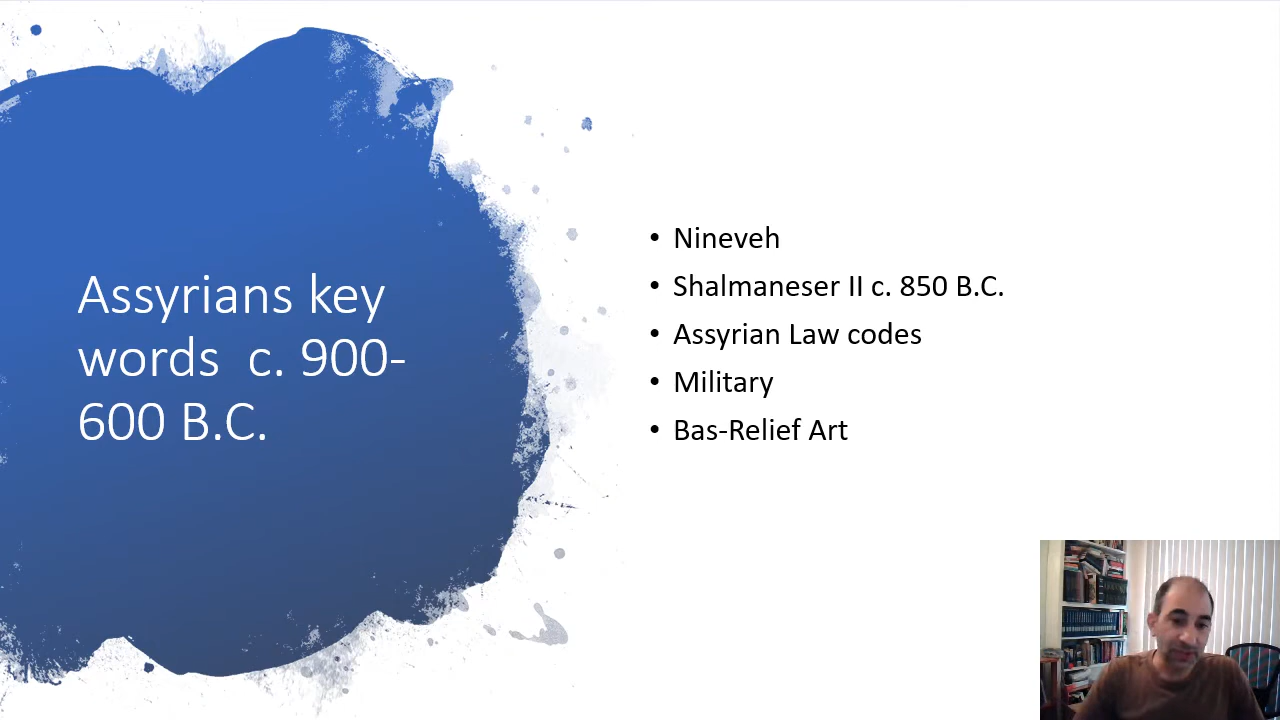 Assyrians key
words c. 900-
600 B.C.
• Nineveh
• Shalmaneser II c. 850 B.C.
• Assyrian Law codes
• Military
• Bas-Relief Art